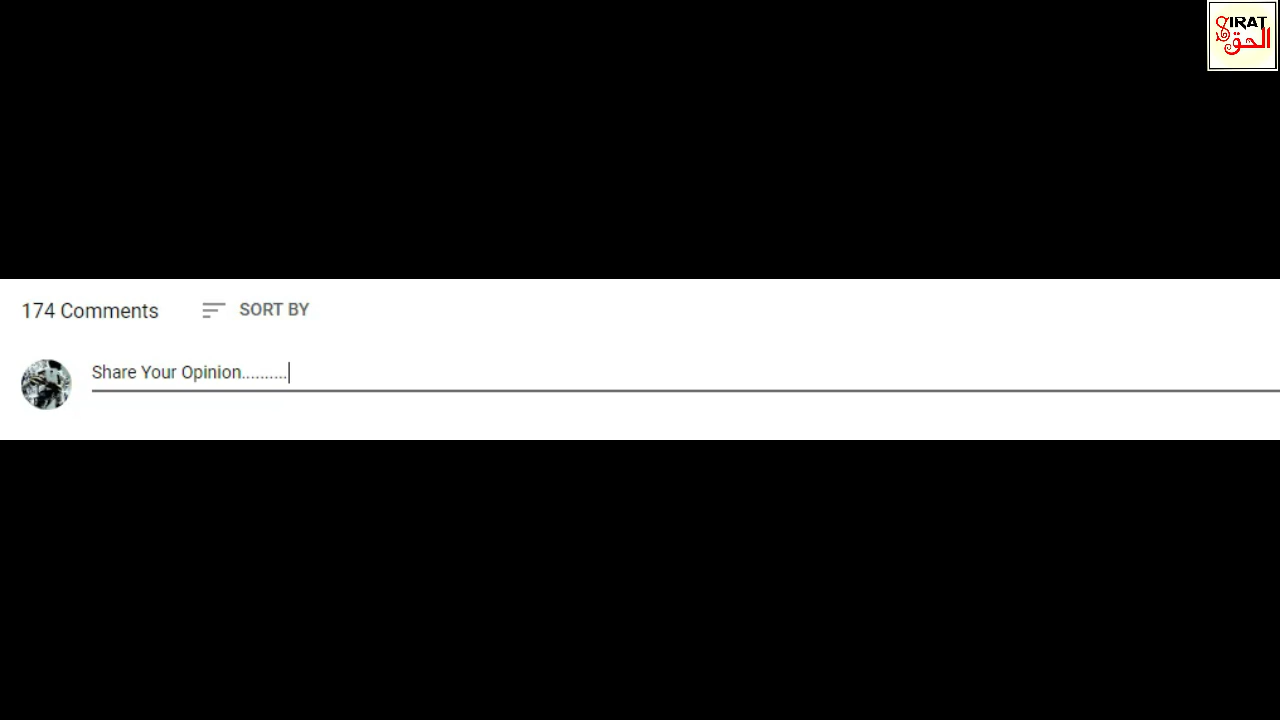 SIRAT
الحق
174 Comments
SORT BY
Share Your Opinion..........